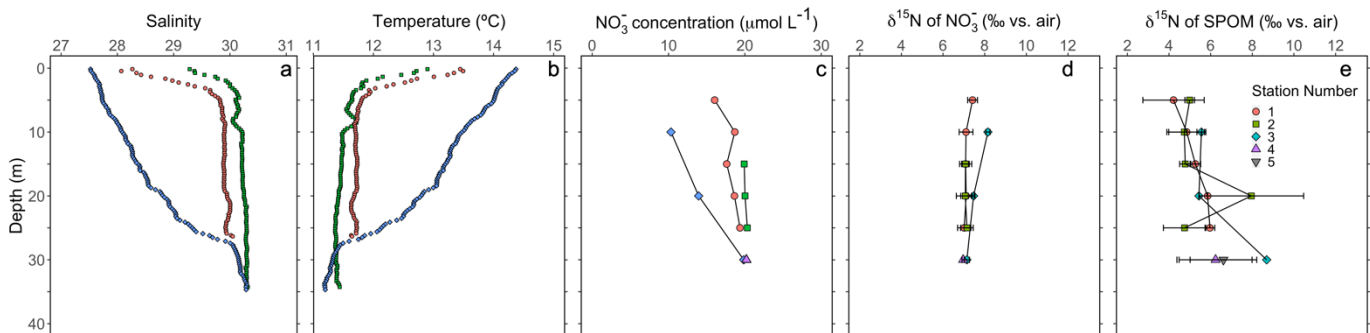 Salinity
27 28 29 30 31
Temperature (ºC)
11 12 13 14 15
NO3- concentration (μmol L-1)
0 10 20 30
δ15N of NO3- (‰ vs. air)
2 4 6 8 10 12
δ15N of SPOM (‰ vs. air)
2 4 6 8 10 12
a
b
c
d
e
Depth (m)
0
10
20
30
40
Station Number
1
2
3
4
5